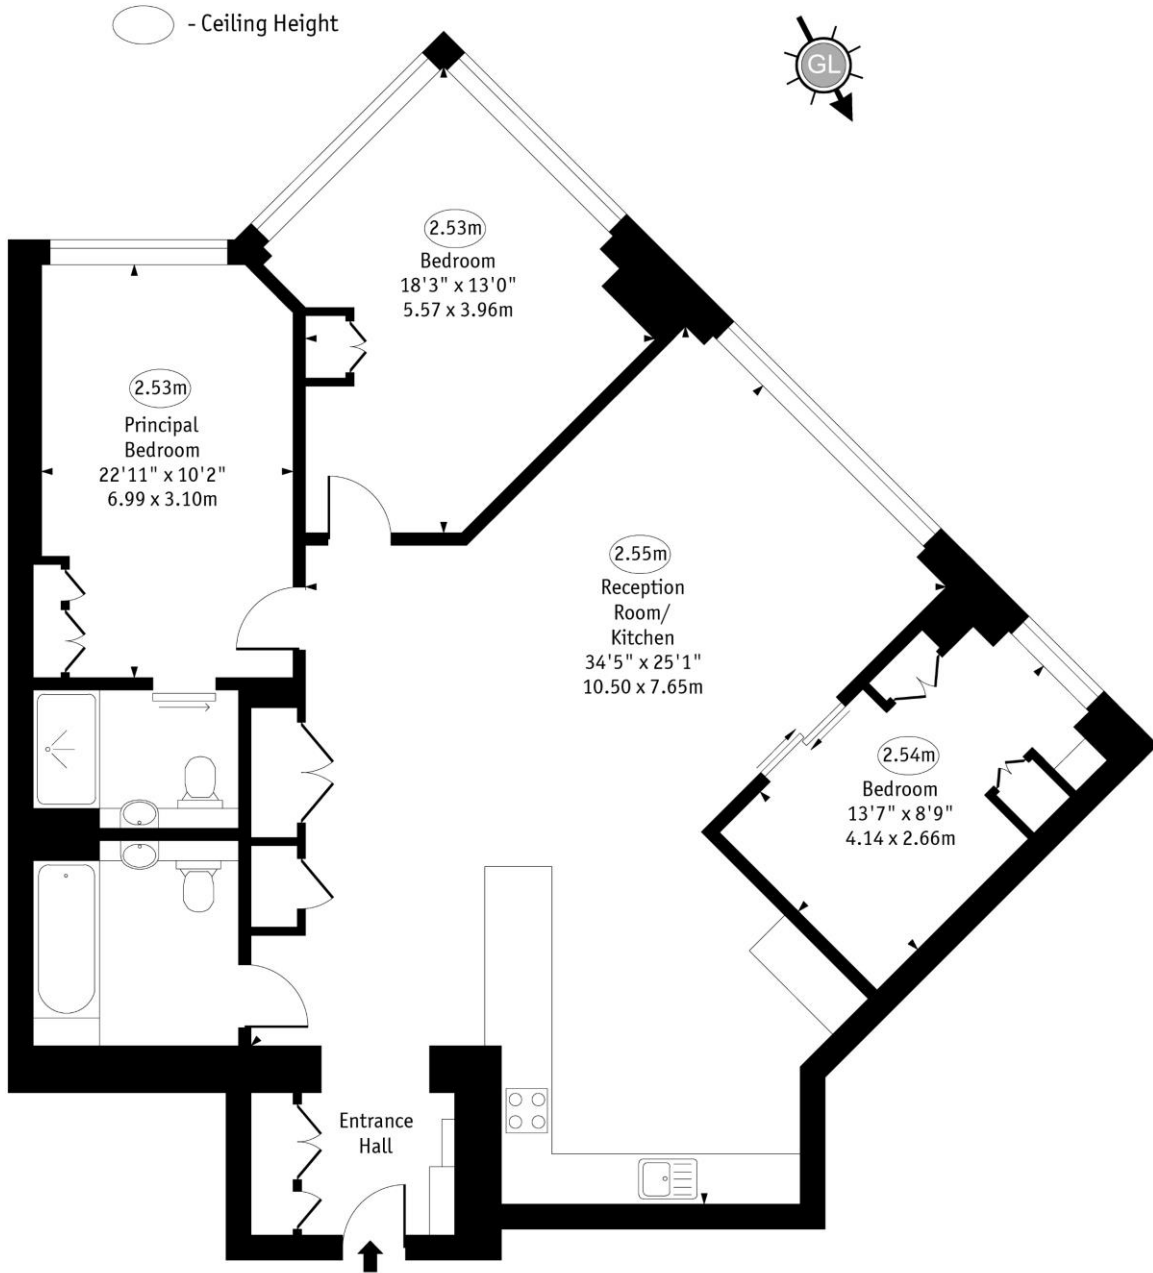 - Ceiling Height
GL
2.53m
Bedroom
18'3" x 13'0"
5.57 x 3.96m
2.53m
Principal
Bedroom
22'11" x 10'2"
6.99 x 3.10m
2.55m
Reception
Room/
Kitchen
34'5" x 25'1"
10.50 x 7.65m
2.54m
Bedroom
13'7" x 8'9"
4.14 x 2.66m
Entrance
Hall